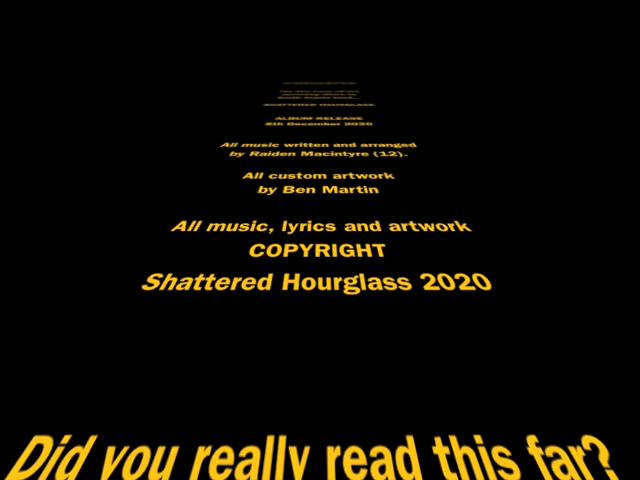 SHATTERED HOURGLASS
ALBUM RELEASE
8th December 2020
All music written and arranged
by Raiden Macintyre (12).
All custom artwork
by Ben Martin
All music, lyrics and artwork
COPYRIGHT
Shattered Hourglass 2020
Did you really read this far?